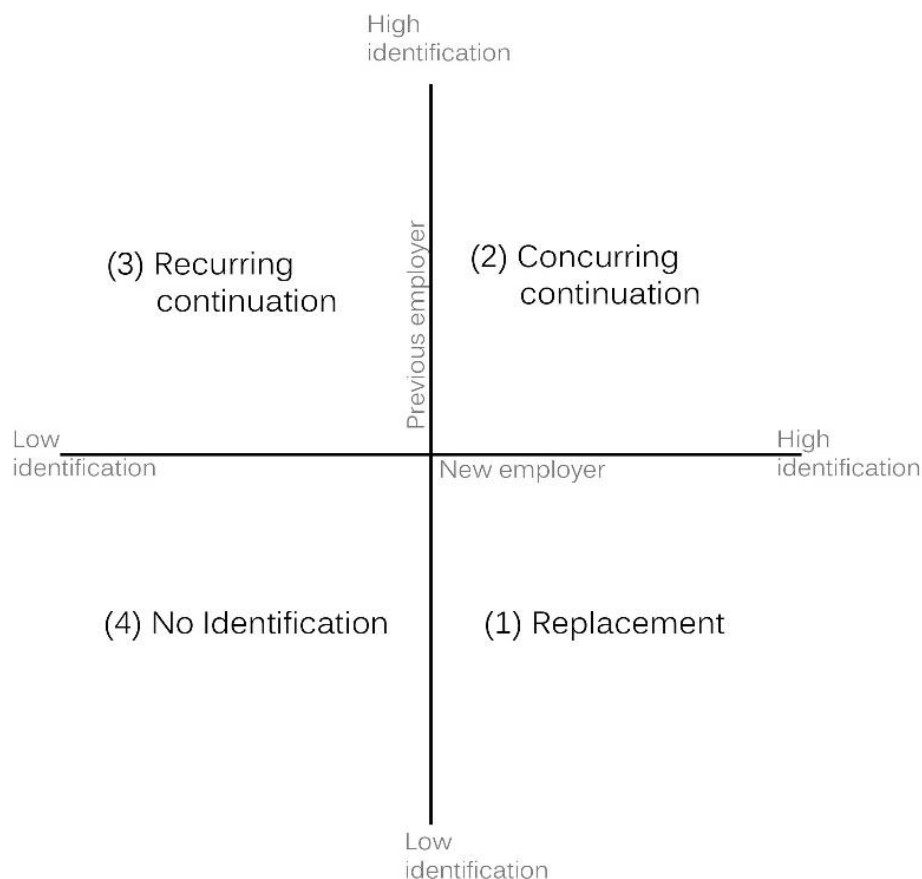 High
identification
Previous employer
(3) Recurring
continuation
(2) Concurring
continuation
Low
identification
New employer
High
identification
(4) No Identification
(1) Replacement
Low
identification